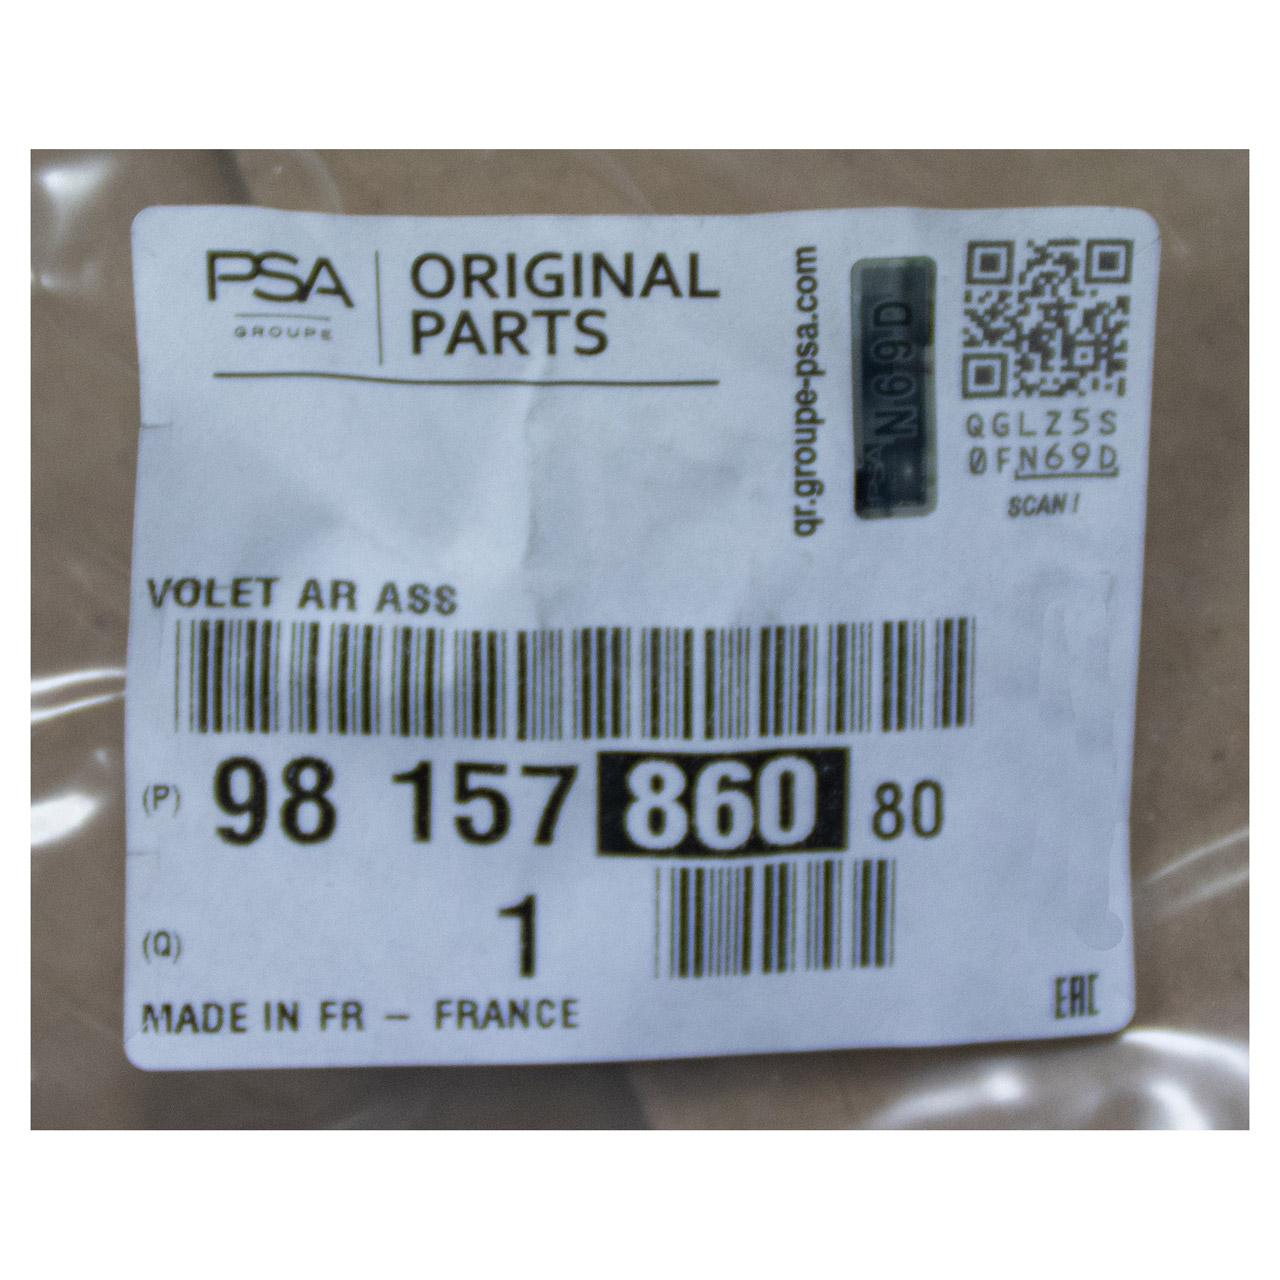 PSA
GROUPE
ORIGINAL
PARTS
qr.groupe-psa.com
PSA N69D
QGLZ5S
0FN69D
SCAN!
VOLET AR ASS
(P) 98 157 860 80
(Q) 1
MADE IN FR - FRANCE
EAC